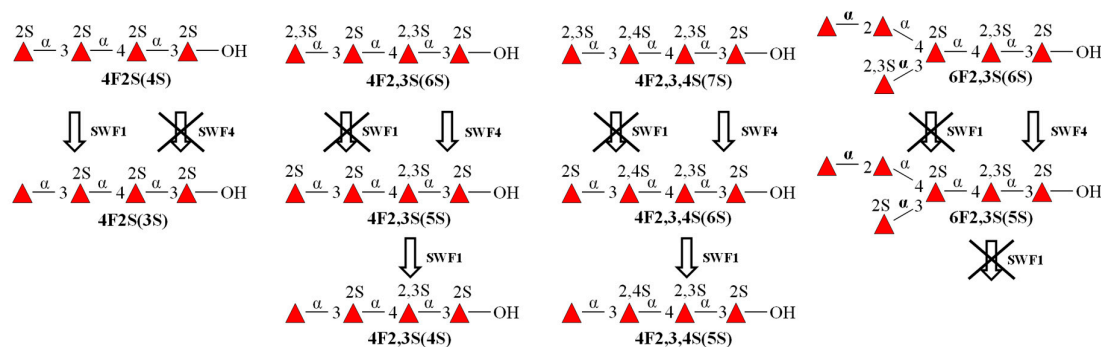 2S 2S 2S 2S
α 3 α 4 α 3 OH
4F2S(4S)
SWF1 SWF4
2S 2S 2S
α 3 α 4 α 3 OH
4F2S(3S)
2,3S 2S 2,3S 2S
α 3 α 4 α 3 OH
4F2,3S(6S)
SWF1 SWF4
2S 2S 2,3S 2S
α 3 α 4 α 3 OH
4F2,3S(5S)
SWF1
2S 2,3S 2S
α 3 α 4 α 3 OH
4F2,3S(4S)
2,3S 2,4S 2,3S 2S
α 3 α 4 α 3 OH
4F2,3,4S(7S)
SWF1 SWF4
2S 2,4S 2,3S 2S
α 3 α 4 α 3 OH
4F2,3,4S(6S)
SWF1
2,4S 2,3S 2S
α 3 α 4 α 3 OH
4F2,3,4S(5S)
α 2 α
4 2S 2,3S 2S
α 4 α 3 OH
2,3S α 3
6F2,3S(6S)
SWF1 SWF4
α 2 α
4 2S 2,3S 2S
α 4 α 3 OH
2S α 3
6F2,3S(5S)
SWF1